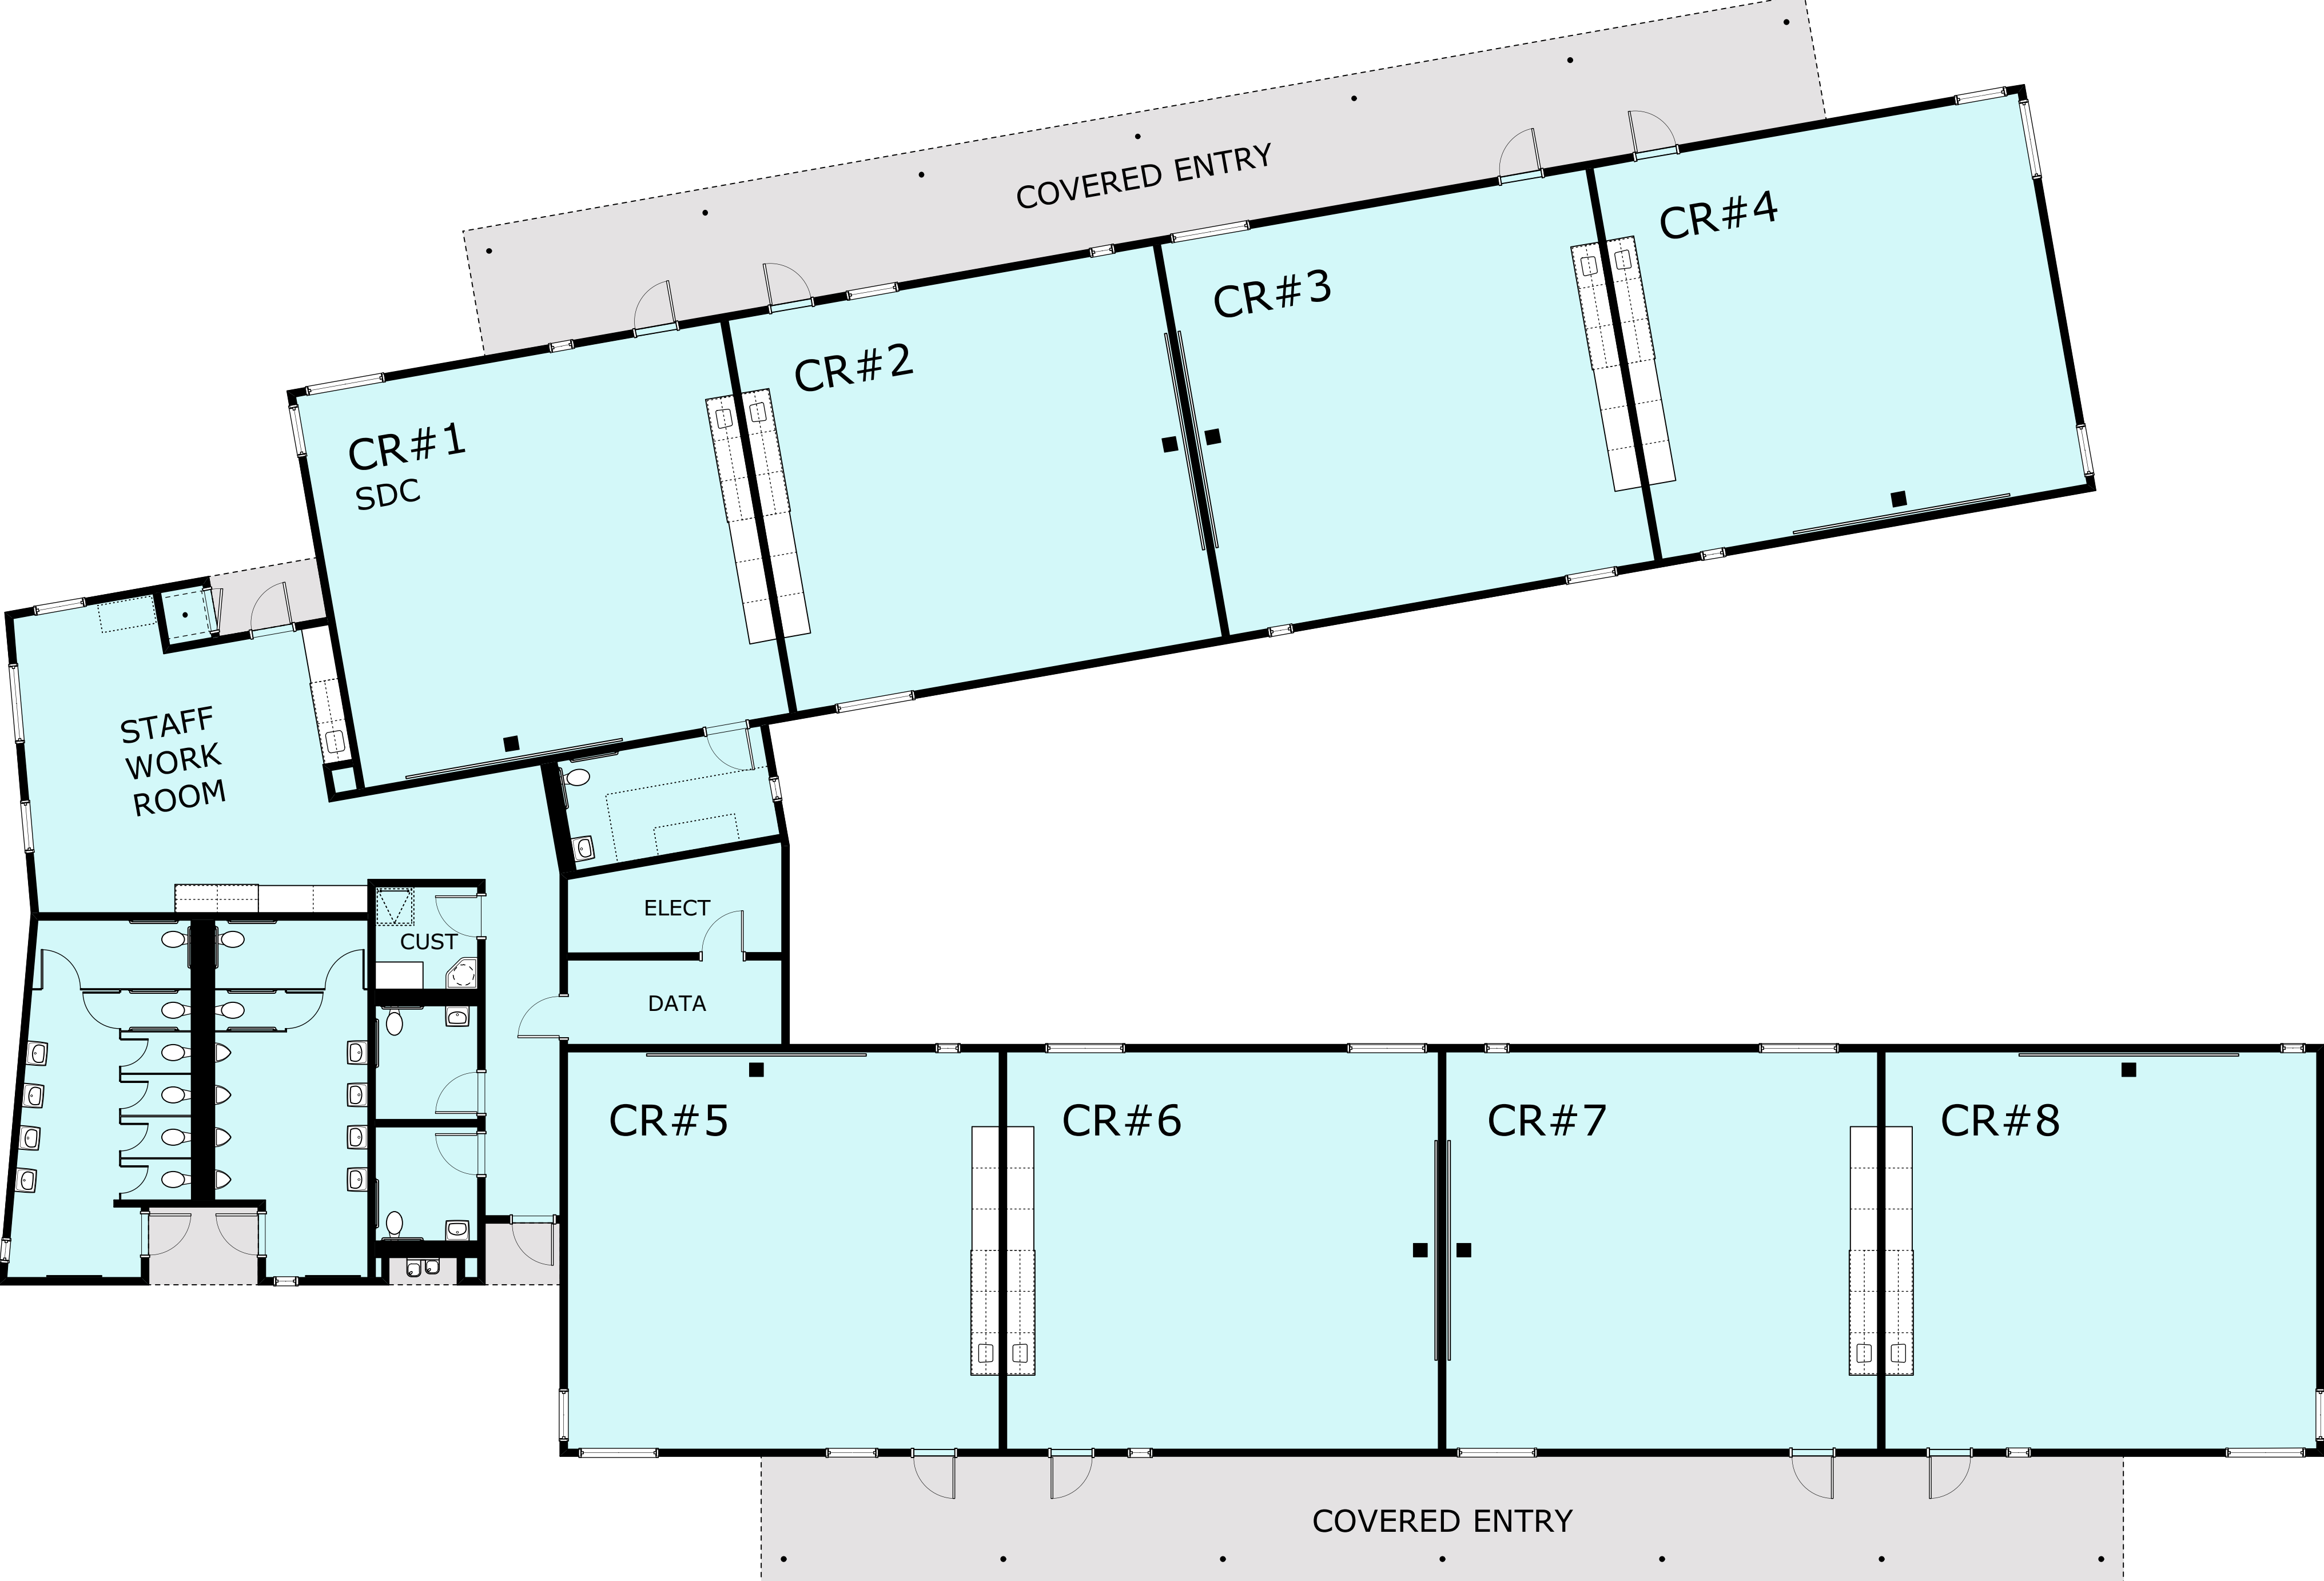 COVERED ENTRY
CR#4
CR#3
CR#2
CR#1
SDC
STAFF
WORK
ROOM
ELECT
CUST
DATA
CR#5
CR#6
CR#7
CR#8
COVERED ENTRY